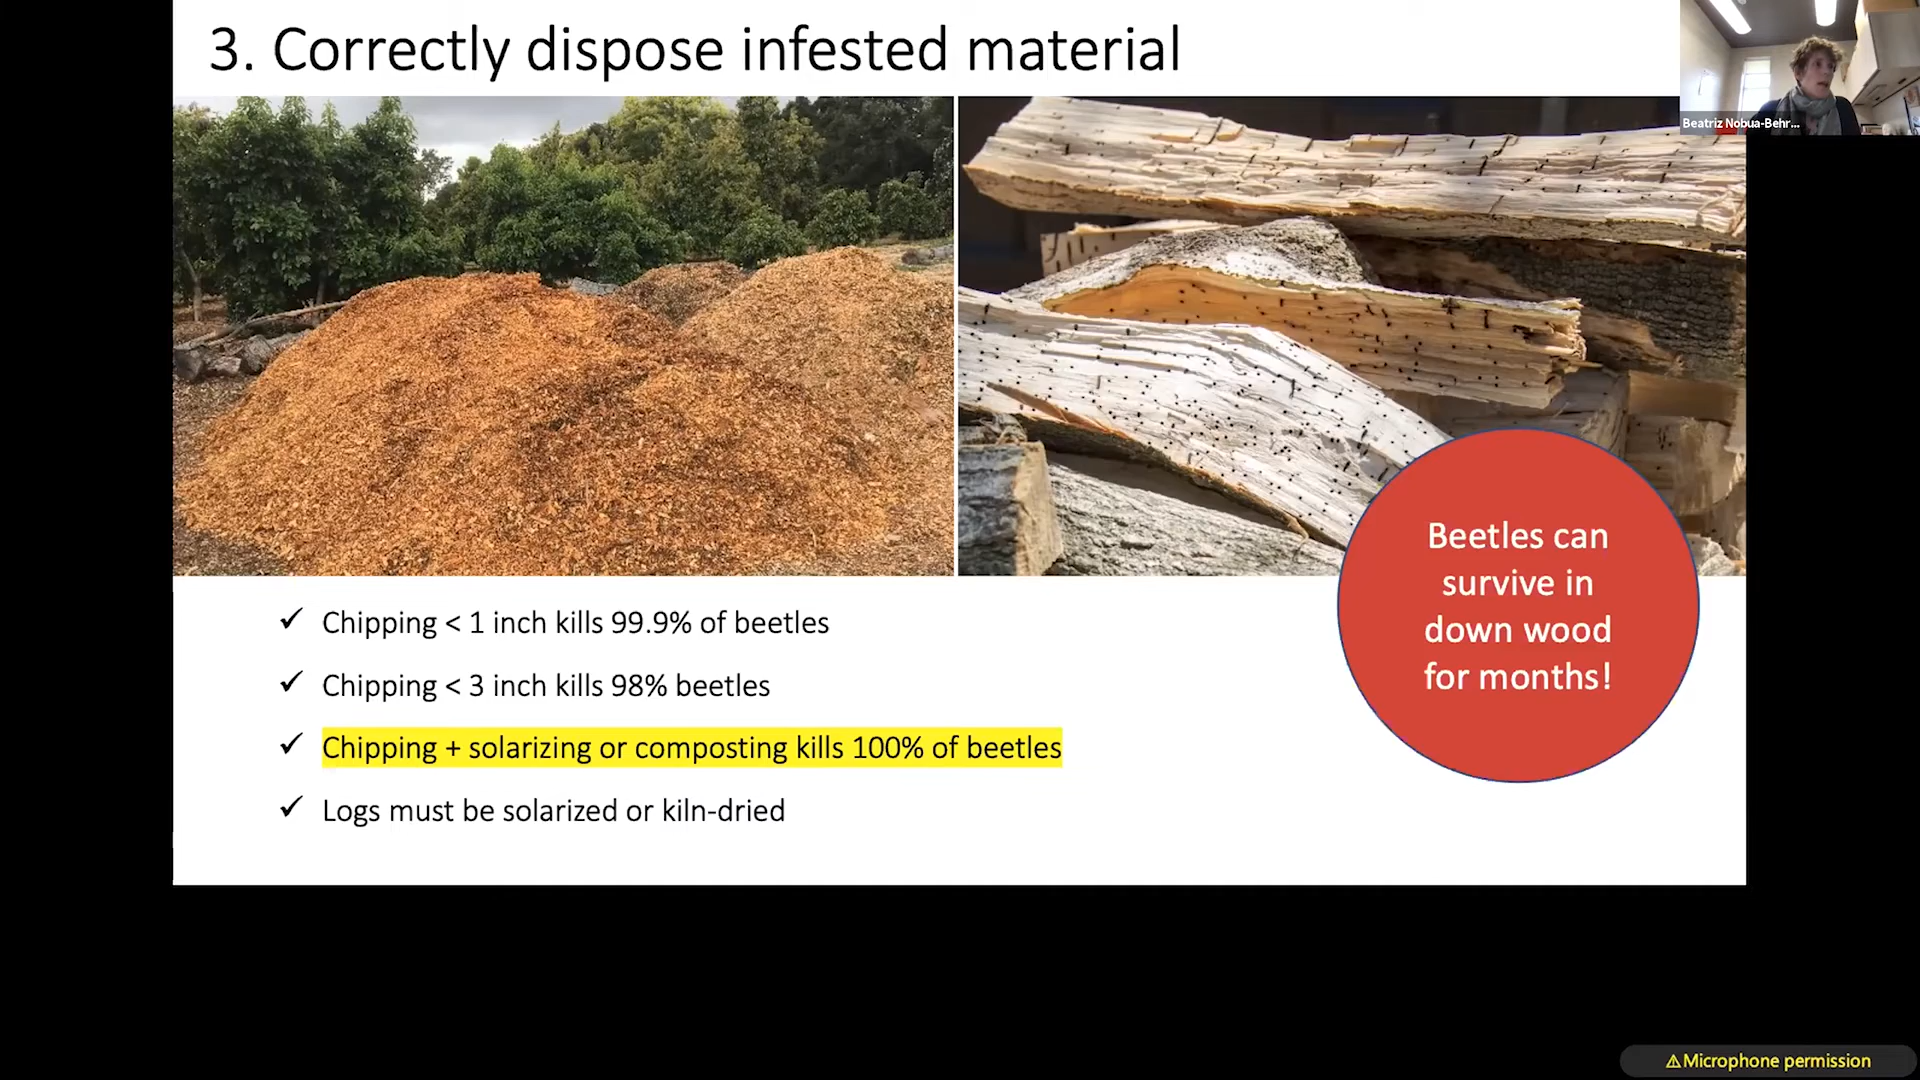 3. Correctly dispose infested material
Beatriz Nobua-Behr...
Beetles can
survive in
down wood
for months!
✓ Chipping < 1 inch kills 99.9% of beetles
✓ Chipping < 3 inch kills 98% beetles
✓ Chipping + solarizing or composting kills 100% of beetles
✓ Logs must be solarized or kiln-dried
⚠Microphone permission